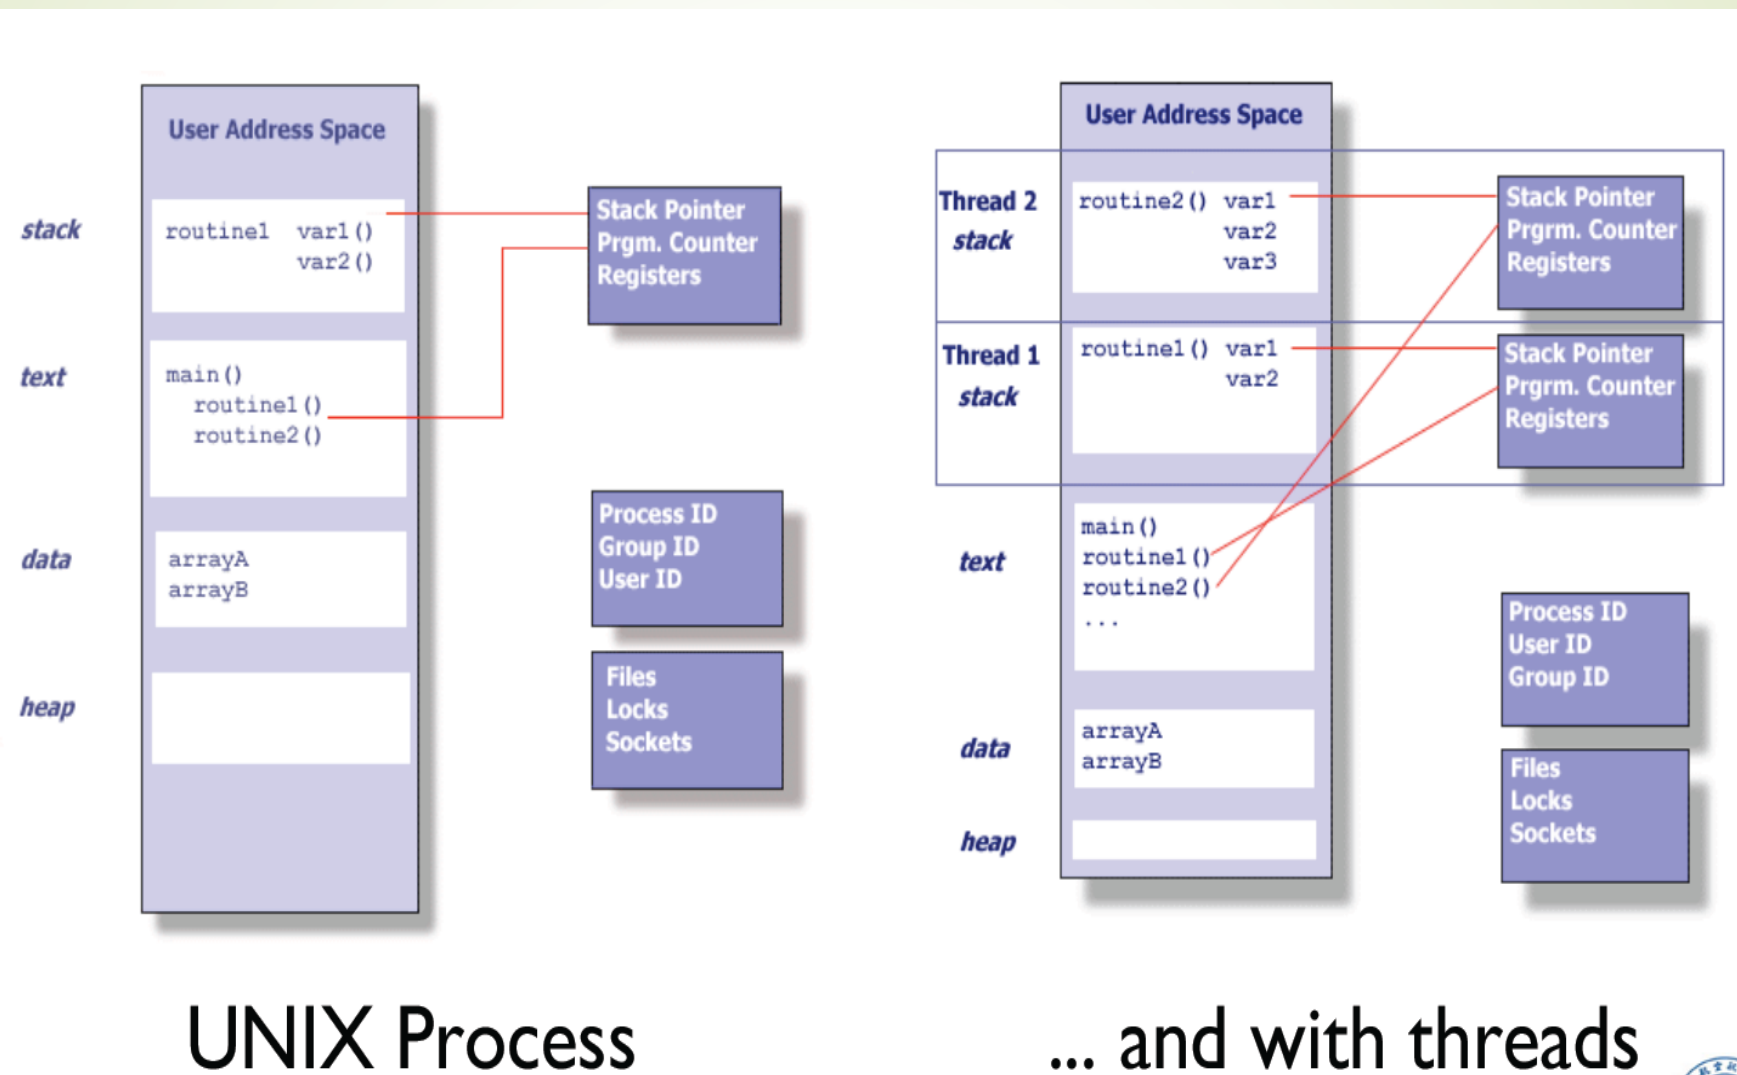 User Address Space
stack
routine1 var1()
var2()
Stack Pointer
Prgm. Counter
Registers
text
main()
routine1()
routine2()
data
arrayA
arrayB
Process ID
Group ID
User ID
heap
Files
Locks
Sockets
UNIX Process
User Address Space
Thread 2
stack
routine2() var1
var2
var3
Stack Pointer
Prgrm. Counter
Registers
Thread 1
stack
routine1() var1
var2
Stack Pointer
Prgrm. Counter
Registers
text
main()
routine1()
routine2()
...
Process ID
User ID
Group ID
data
arrayA
arrayB
Files
Locks
Sockets
heap
... and with threads